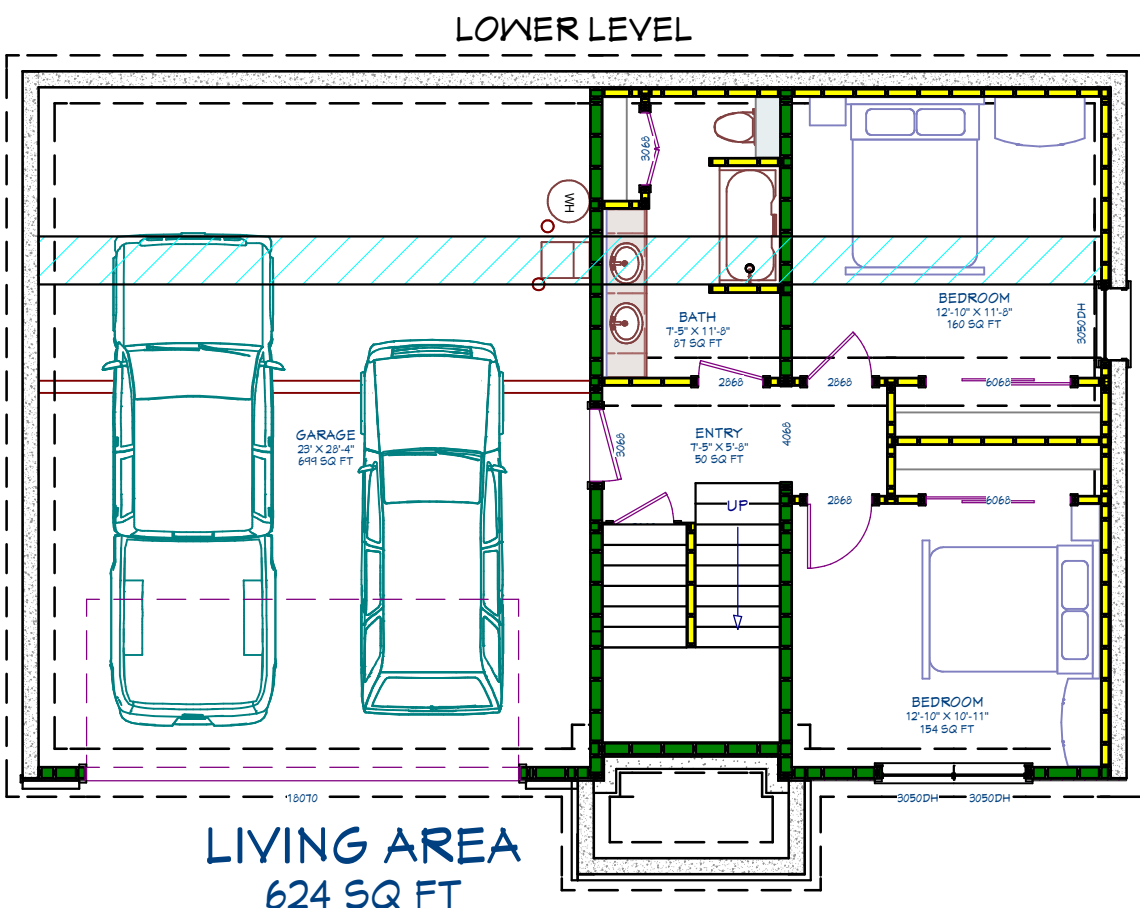 LOWER LEVEL
3068
WH
BATH
7'-5" X 11'-8"
87 SQ FT
BEDROOM
12'-10" X 11'-8"
160 SQ FT
3050DH
2868
2868
6068
GARAGE
23' X 28'-4"
699 SQ FT
3068
ENTRY
7'-5" X 5'-8"
50 SQ FT
4068
UP
2868
6068
BEDROOM
12'-10" X 10'-11"
154 SQ FT
18070
3050DH 3050DH
LIVING AREA
624 SQ FT